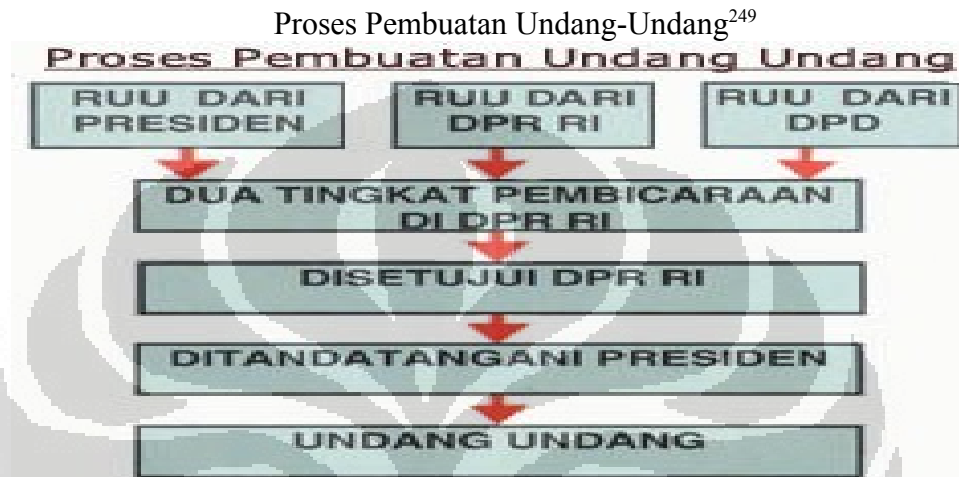 Proses Pembuatan Undang-Undang²⁴⁹
Proses Pembuatan Undang Undang
RUU DARI
PRESIDEN
RUU DARI
DPR RI
RUU DARI
DPD
DUA TINGKAT PEMBICARAAN
DI DPR RI
DISETUJUI DPR RI
DITANDATANGANI PRESIDEN
UNDANG UNDANG